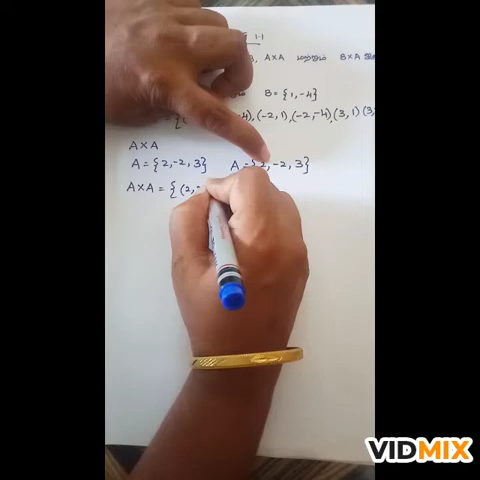 1.1
, A×A மற்றும் B×A
B = {1, -4}
= {( 4), (-2, 1), (-2, -4), (3, 1) (3,
A×A
A = {2, -2, 3} A = {2, -2, 3}
A×A = { (2,
VIDMIX